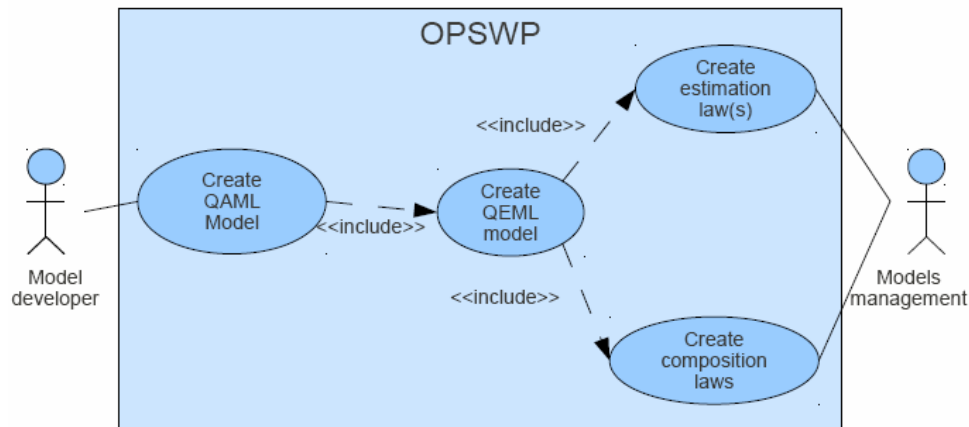 OPSWP
Create
estimation
law(s)
<<include>>
Create
QAML
Model
<<include>>
Create
QEML
model
Model
developer
Models
management
<<include>>
Create
composition
laws